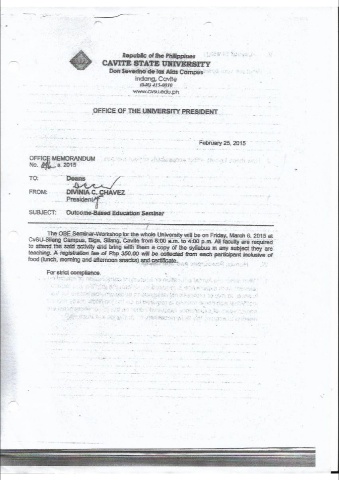 Republic of the Philippines
CAVITE STATE UNIVERSITY
Don Severino de las Alas Campus
Indang, Cavite
www.cvsu.edu.ph
OFFICE OF THE UNIVERSITY PRESIDENT
February 25, 2015
OFFICE MEMORANDUM
No. s. 2015
TO: Deans
FROM: DIVINIA C. CHAVEZ
President
SUBJECT: Outcome-Based Education Seminar
The OBE Seminar-Workshop for the whole University will be on Friday, March 6, 2015 at
CvSU-Silang Campus, Biga, Silang, Cavite from 8:00 a.m. to 4:00 p.m. All faculty are required
to attend the said activity and bring with them a copy of the syllabus in any subject they are
teaching. A registration fee of Php 350.00 will be collected from each participant inclusive of
food (lunch, morning and afternoon snacks) and certificate.
For strict compliance.